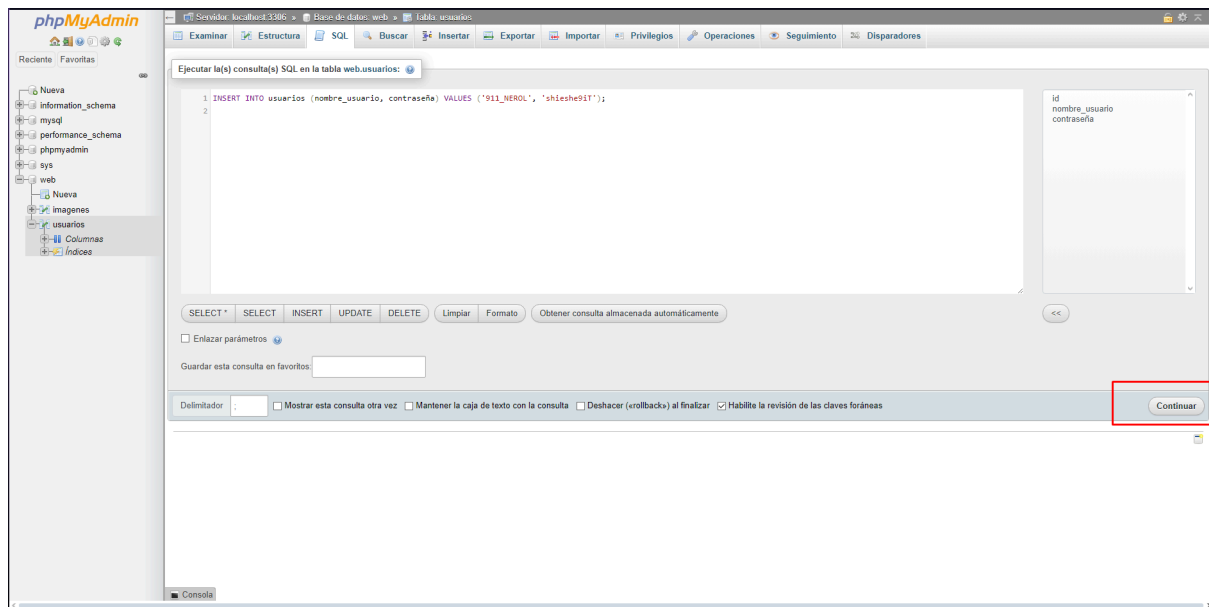 phpMyAdmin
Reciente Favoritas
Nueva
information_schema
mysql
performance_schema
phpmyadmin
sys
web
Nueva
imagenes
usuarios
Columnas
Índices
Servidor: localhost:3306 » Base de datos: web » Tabla: usuarios
Examinar Estructura SQL Buscar Insertar Exportar Importar Privilegios Operaciones Seguimiento Disparadores
Ejecutar la(s) consulta(s) SQL en la tabla web.usuarios:
1 INSERT INTO usuarios (nombre_usuario, contraseña) VALUES ('911_NEROL', 'shieshe9iT');
2
id
nombre_usuario
contraseña
SELECT * SELECT INSERT UPDATE DELETE Limpiar Formato Obtener consulta almacenada automáticamente <<
Enlazar parámetros
Guardar esta consulta en favoritos:
Delimitador ; Mostrar esta consulta otra vez Mantener la caja de texto con la consulta Deshacer («rollback») al finalizar Habilite la revisión de las claves foráneas Continuar
Consola